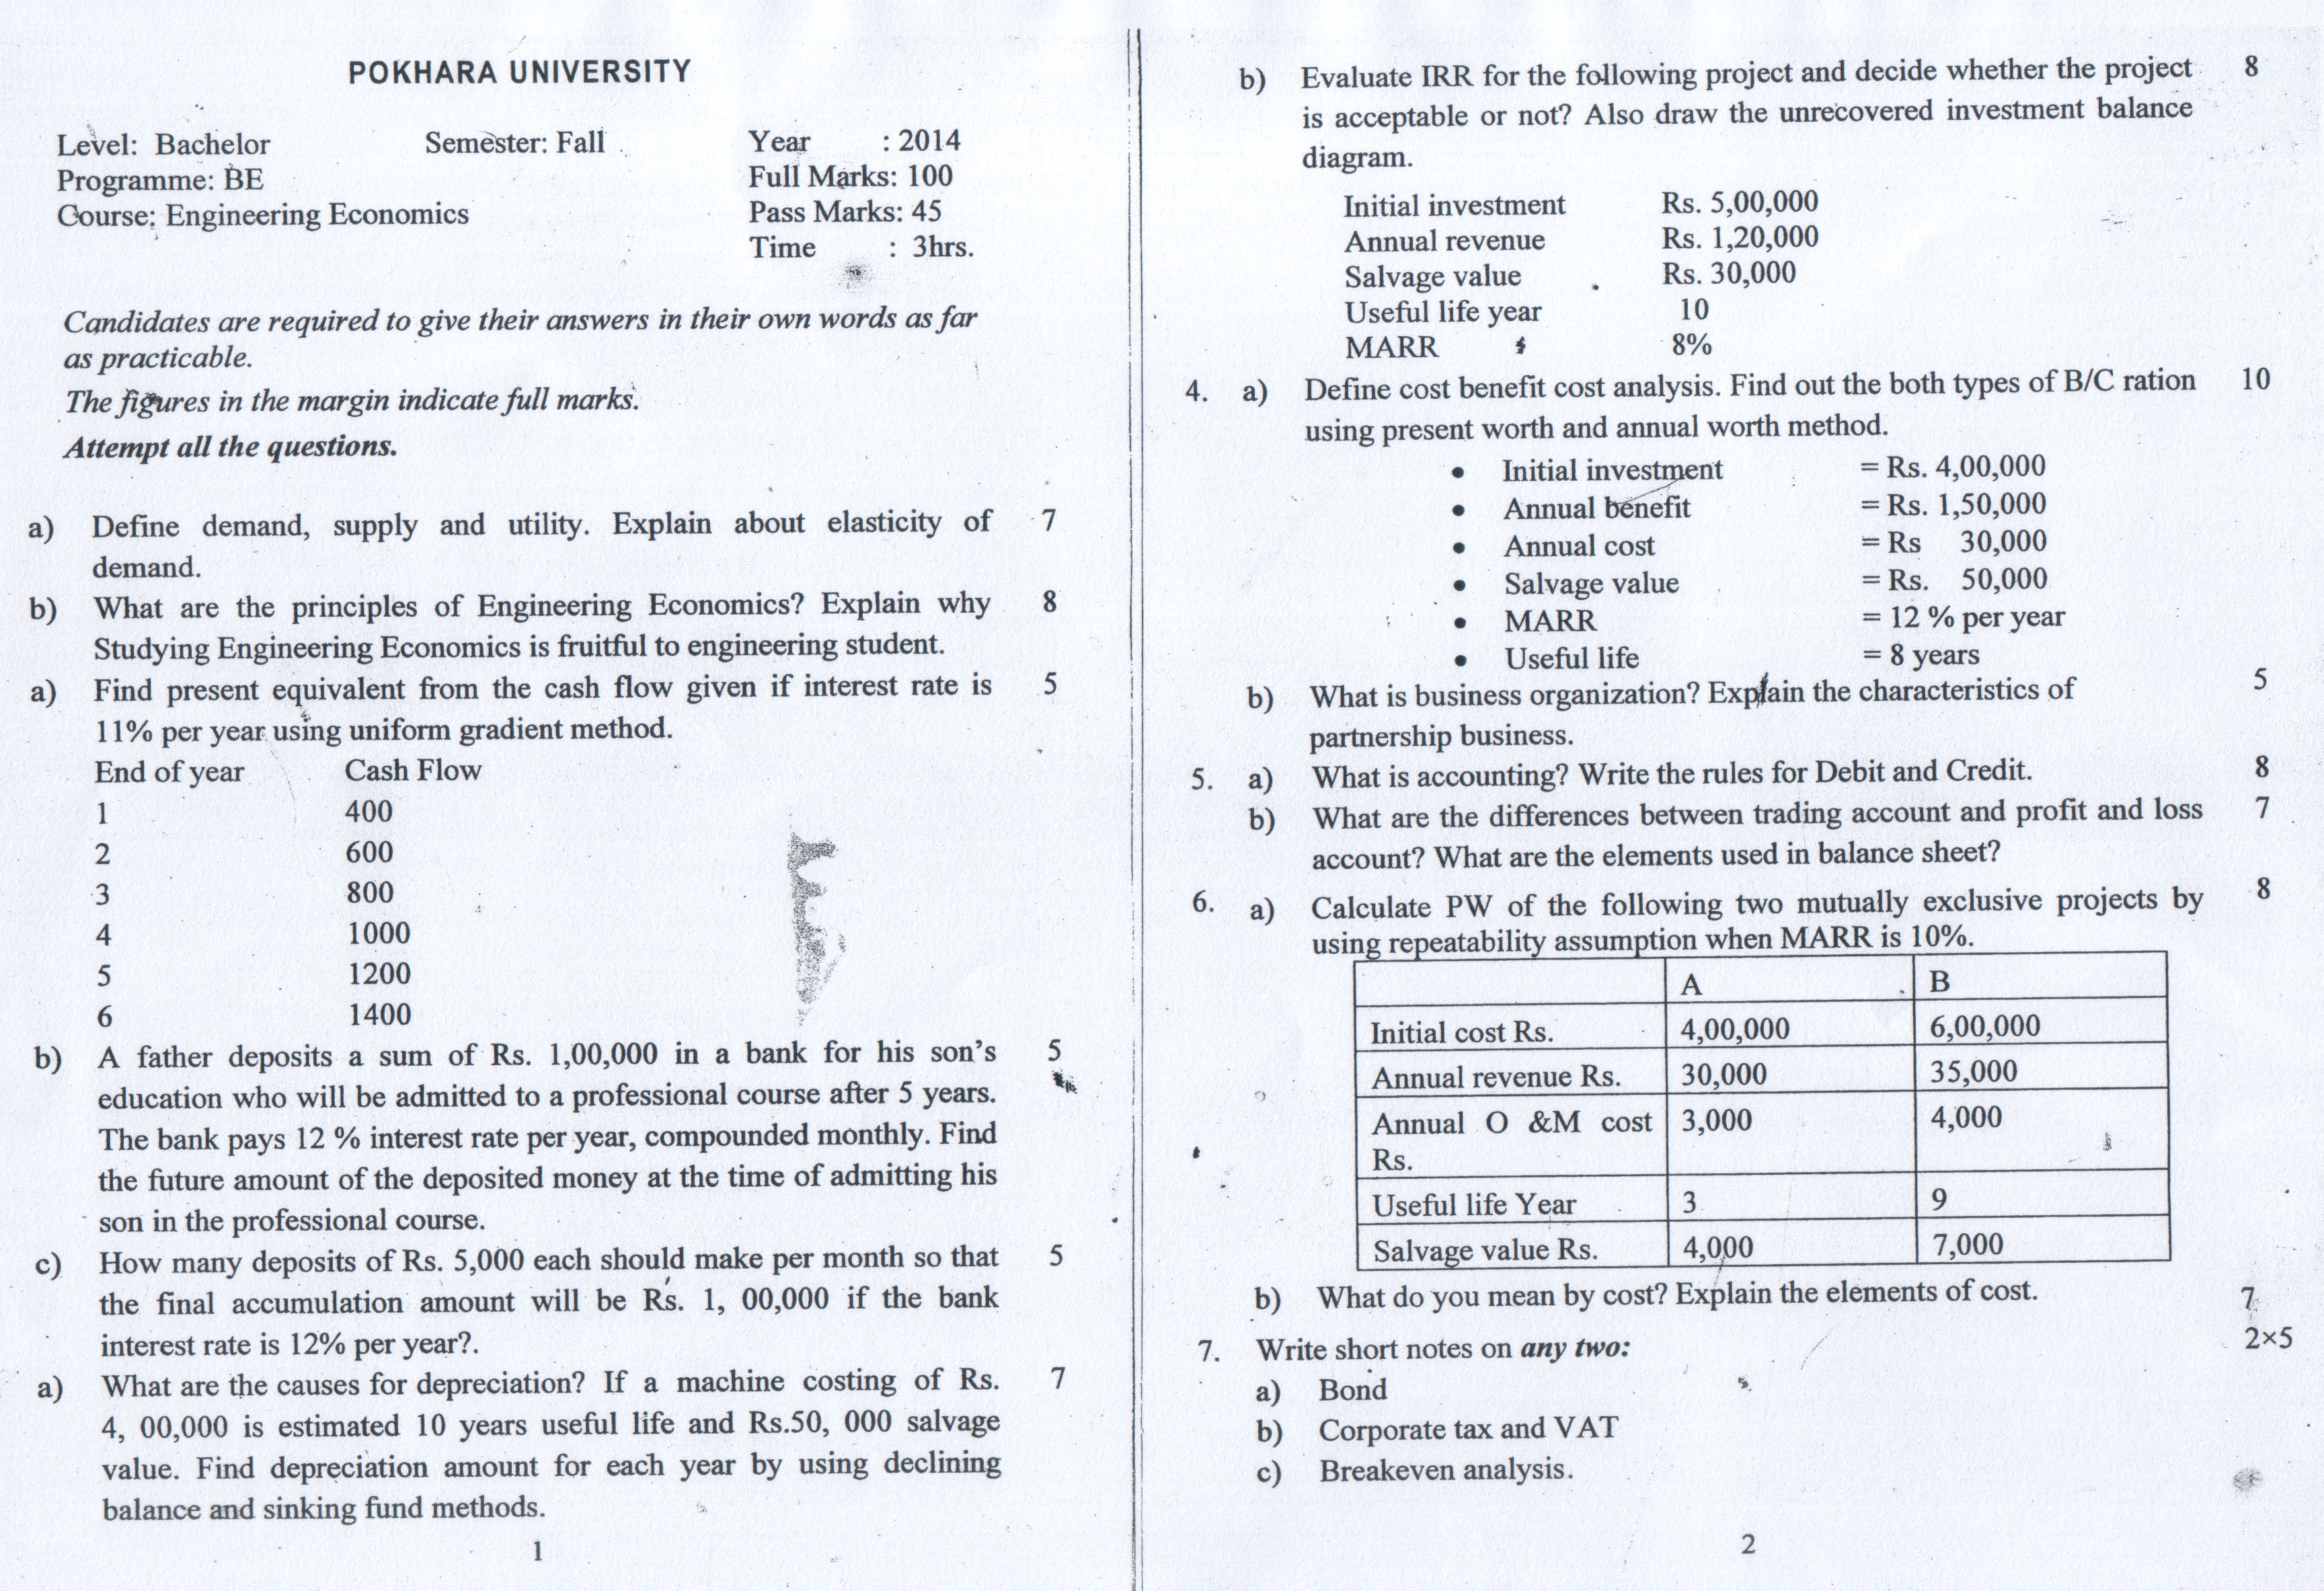 POKHARA UNIVERSITY
Level: Bachelor Semester: Fall Year : 2014
Programme: BE Full Marks: 100
Course: Engineering Economics Pass Marks: 45
Time : 3hrs.
Candidates are required to give their answers in their own words as far
as practicable.
The figures in the margin indicate full marks.
Attempt all the questions.
a) Define demand, supply and utility. Explain about elasticity of 7
demand.
b) What are the principles of Engineering Economics? Explain why 8
Studying Engineering Economics is fruitful to engineering student.
a) Find present equivalent from the cash flow given if interest rate is 5
11% per year using uniform gradient method.
End of year Cash Flow
1 400
2 600
3 800
4 1000
5 1200
6 1400
b) A father deposits a sum of Rs. 1,00,000 in a bank for his son's 5
education who will be admitted to a professional course after 5 years.
The bank pays 12 % interest rate per year, compounded monthly. Find
the future amount of the deposited money at the time of admitting his
son in the professional course.
c) How many deposits of Rs. 5,000 each should make per month so that 5
the final accumulation amount will be Rs. 1, 00,000 if the bank
interest rate is 12% per year?.
a) What are the causes for depreciation? If a machine costing of Rs. 7
4, 00,000 is estimated 10 years useful life and Rs.50, 000 salvage
value. Find depreciation amount for each year by using declining
balance and sinking fund methods.
1
b) Evaluate IRR for the following project and decide whether the project 8
is acceptable or not? Also draw the unrecovered investment balance
diagram.
Initial investment Rs. 5,00,000
Annual revenue Rs. 1,20,000
Salvage value Rs. 30,000
Useful life year 10
MARR 8%
4. a) Define cost benefit cost analysis. Find out the both types of B/C ration 10
using present worth and annual worth method.
• Initial investment = Rs. 4,00,000
• Annual benefit = Rs. 1,50,000
• Annual cost = Rs 30,000
• Salvage value = Rs. 50,000
• MARR = 12 % per year
• Useful life = 8 years
b) What is business organization? Explain the characteristics of 5
partnership business.
5. a) What is accounting? Write the rules for Debit and Credit. 8
b) What are the differences between trading account and profit and loss 7
account? What are the elements used in balance sheet?
6. a) Calculate PW of the following two mutually exclusive projects by 8
using repeatability assumption when MARR is 10%.
A B
Initial cost Rs. 4,00,000 6,00,000
Annual revenue Rs. 30,000 35,000
Annual O &M cost 3,000 4,000
Rs.
Useful life Year 3 9
Salvage value Rs. 4,000 7,000
b) What do you mean by cost? Explain the elements of cost. 7
7. Write short notes on any two: 2×5
a) Bond
b) Corporate tax and VAT
c) Breakeven analysis.
2